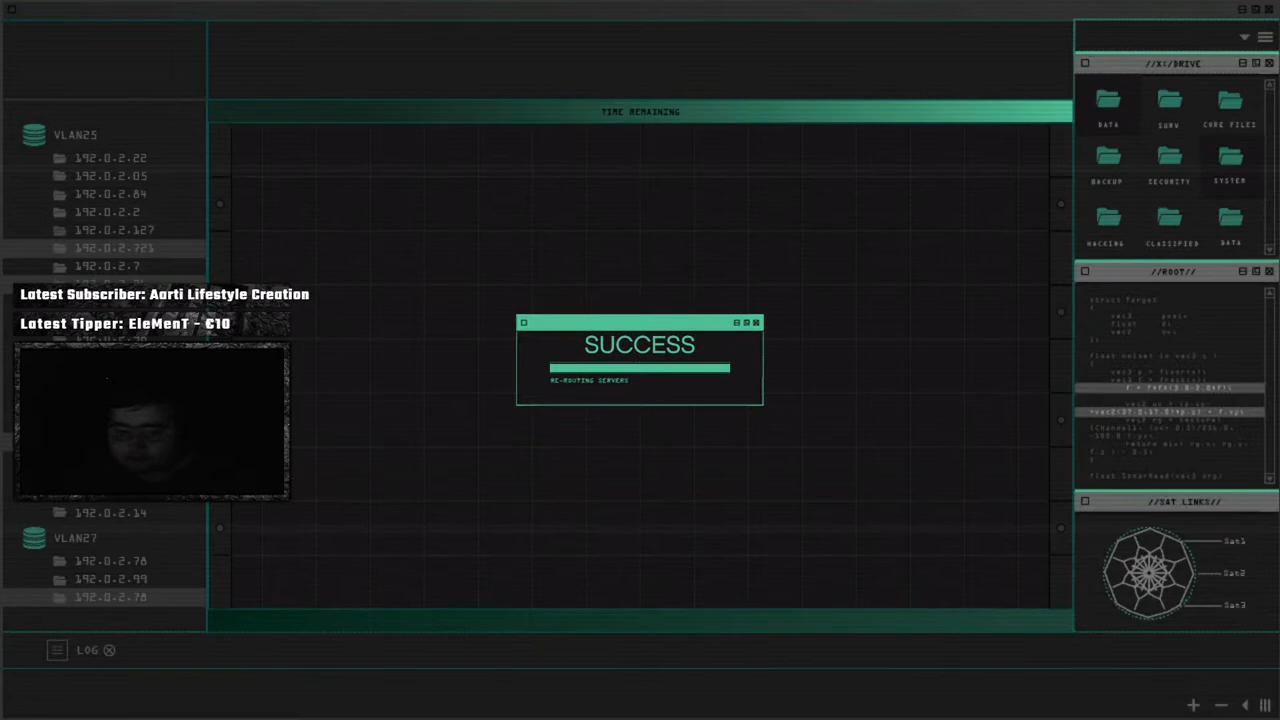 TIME REMAINING
VLAN25
192.0.2.22
192.0.2.05
192.0.2.84
192.0.2.2
192.0.2.127
192.0.2.721
192.0.2.7
Latest Subscriber: Aarti Lifestyle Creation
Latest Tipper: EleMenT - €10
192.0.2.14
VLAN27
192.0.2.78
192.0.2.99
192.0.2.78
LOG
SUCCESS
RE-ROUTING SERVERS
//X:/DRIVE
DATA
SURV
CORE FILES
BACKUP
SECURITY
SYSTEM
HACKING
CLASSIFIED
DATA
//ROOT//
struct Target
{
//SAT LINKS//
Sat1
Sat2
Sat3